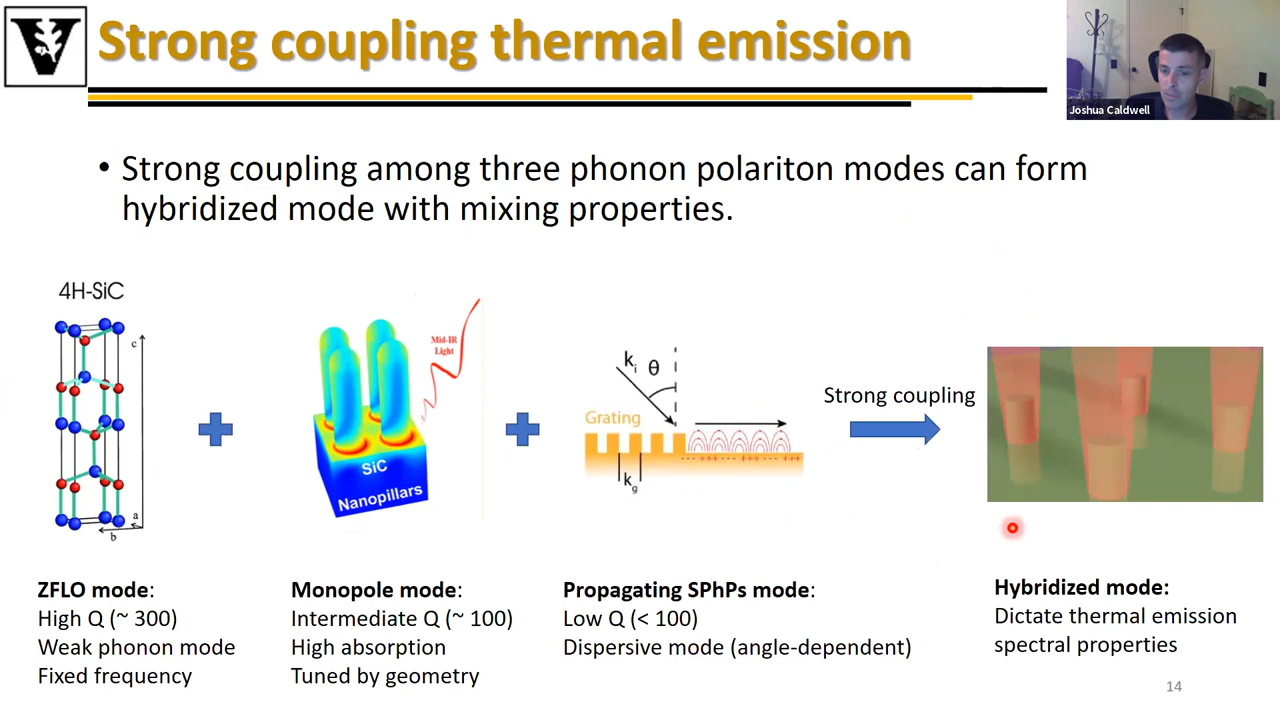 V
Strong coupling thermal emission
Joshua Caldwell
• Strong coupling among three phonon polariton modes can form
hybridized mode with mixing properties.
4H-SiC
c
a
b
Mid-IR
Light
SiC
Nanopillars
ki θ
Grating
kg
Strong coupling
ZFLO mode:
High Q (~ 300)
Weak phonon mode
Fixed frequency
Monopole mode:
Intermediate Q (~ 100)
High absorption
Tuned by geometry
Propagating SPhPs mode:
Low Q (< 100)
Dispersive mode (angle-dependent)
Hybridized mode:
Dictate thermal emission
spectral properties
14